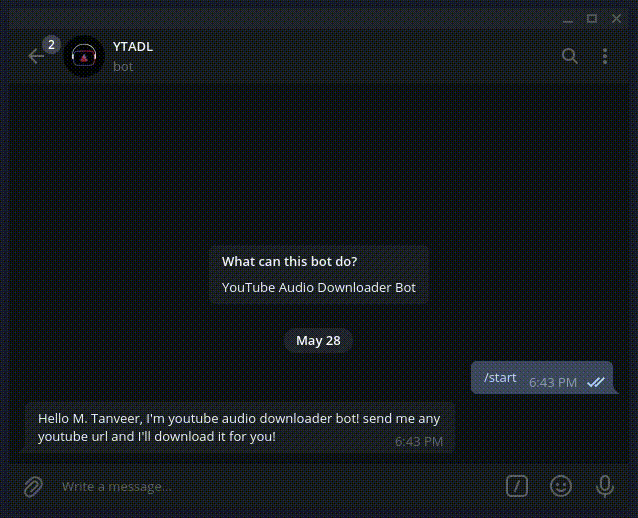 2
YTADL
bot
What can this bot do?
YouTube Audio Downloader Bot
May 28
/start 6:43 PM
Hello M. Tanveer, I'm youtube audio downloader bot! send me any
youtube url and I'll download it for you!
6:43 PM
Write a message...